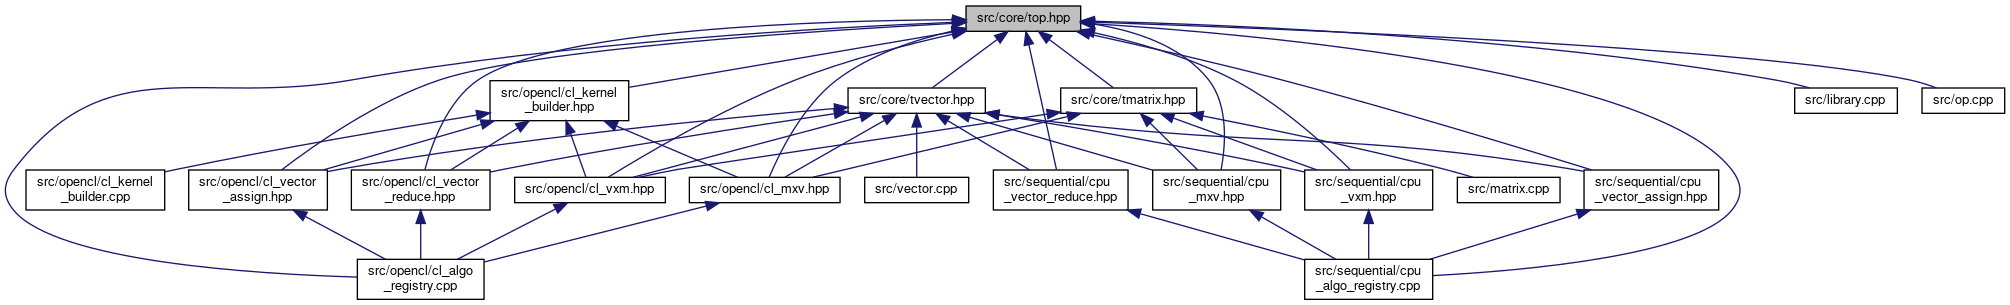 src/core/top.hpp
src/opencl/cl_kernel
_builder.hpp
src/core/tvector.hpp
src/core/tmatrix.hpp
src/library.cpp
src/op.cpp
src/opencl/cl_kernel
_builder.cpp
src/opencl/cl_vector
_assign.hpp
src/opencl/cl_vector
_reduce.hpp
src/opencl/cl_vxm.hpp
src/opencl/cl_mxv.hpp
src/vector.cpp
src/sequential/cpu
_vector_reduce.hpp
src/sequential/cpu
_mxv.hpp
src/sequential/cpu
_vxm.hpp
src/matrix.cpp
src/sequential/cpu
_vector_assign.hpp
src/opencl/cl_algo
_registry.cpp
src/sequential/cpu
_algo_registry.cpp